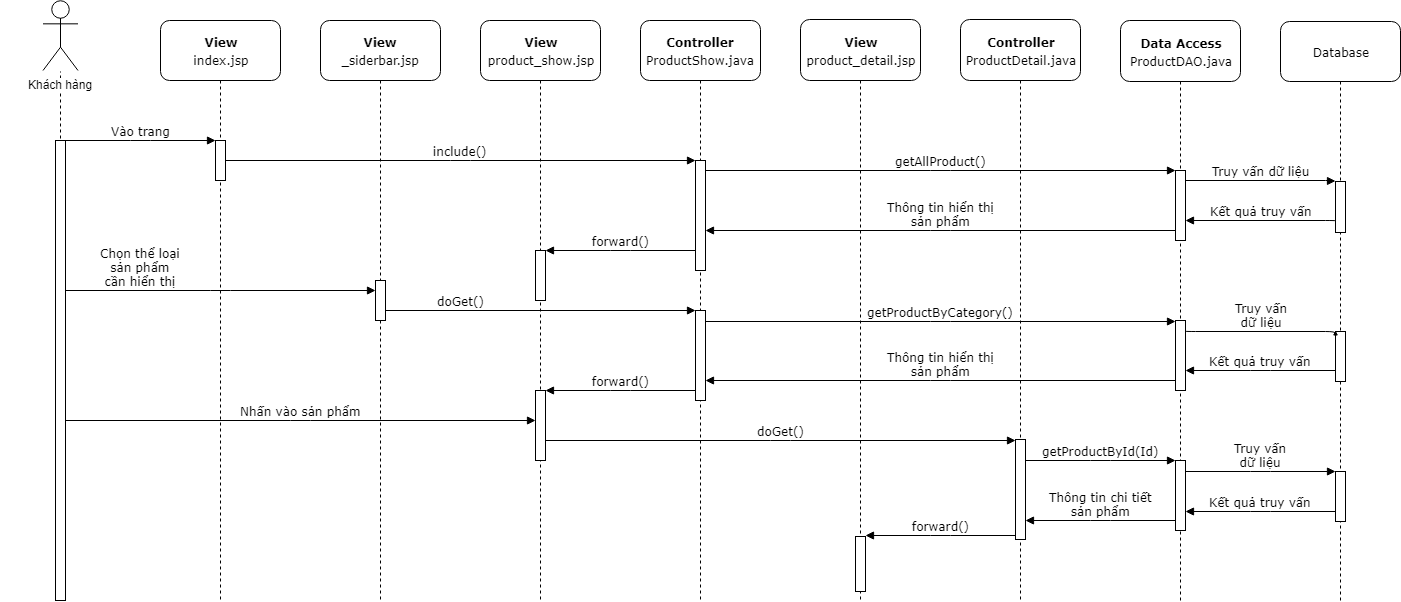 View
index.jsp
View
_siderbar.jsp
View
product_show.jsp
Controller
ProductShow.java
View
product_detail.jsp
Controller
ProductDetail.java
Data Access
ProductDAO.java
Database
Khách hàng
Vào trang
include()
getAllProduct()
Truy vấn dữ liệu
Thông tin hiển thị
sản phẩm
Kết quả truy vấn
forward()
Chọn thể loại
sản phẩm
cần hiển thị
doGet()
getProductByCategory()
Truy vấn
dữ liệu
Thông tin hiển thị
sản phẩm
Kết quả truy vấn
forward()
Nhấn vào sản phẩm
doGet()
getProductById(Id)
Truy vấn
dữ liệu
Thông tin chi tiết
sản phẩm
Kết quả truy vấn
forward()